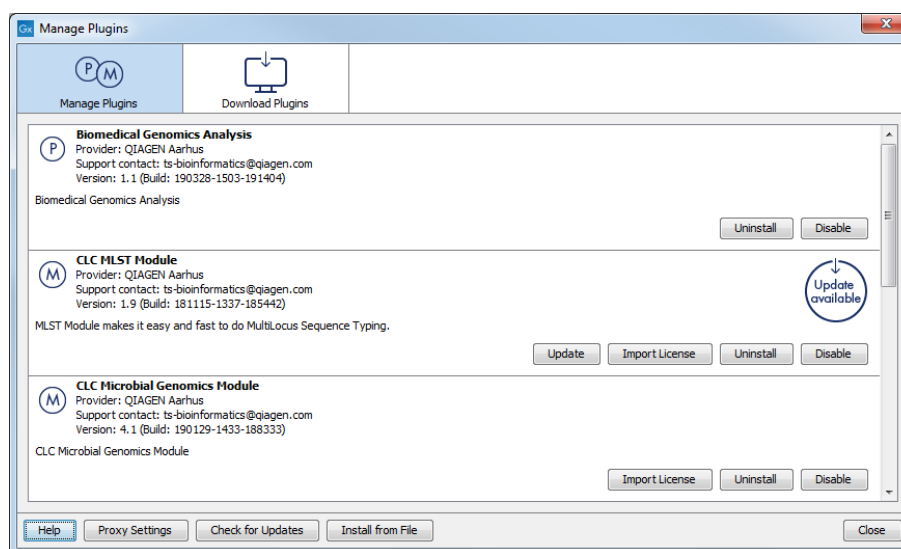 Gx Manage Plugins
P M
Manage Plugins
Download Plugins
P
Biomedical Genomics Analysis
Provider: QIAGEN Aarhus
Support contact: ts-bioinformatics@qiagen.com
Version: 1.1 (Build: 190328-1503-191404)
Biomedical Genomics Analysis
Uninstall Disable
M
CLC MLST Module
Provider: QIAGEN Aarhus
Support contact: ts-bioinformatics@qiagen.com
Version: 1.9 (Build: 181115-1337-185442)
Update
available
MLST Module makes it easy and fast to do MultiLocus Sequence Typing.
Update Import License Uninstall Disable
M
CLC Microbial Genomics Module
Provider: QIAGEN Aarhus
Support contact: ts-bioinformatics@qiagen.com
Version: 4.1 (Build: 190129-1433-188333)
CLC Microbial Genomics Module
Import License Uninstall Disable
Help Proxy Settings Check for Updates Install from File Close